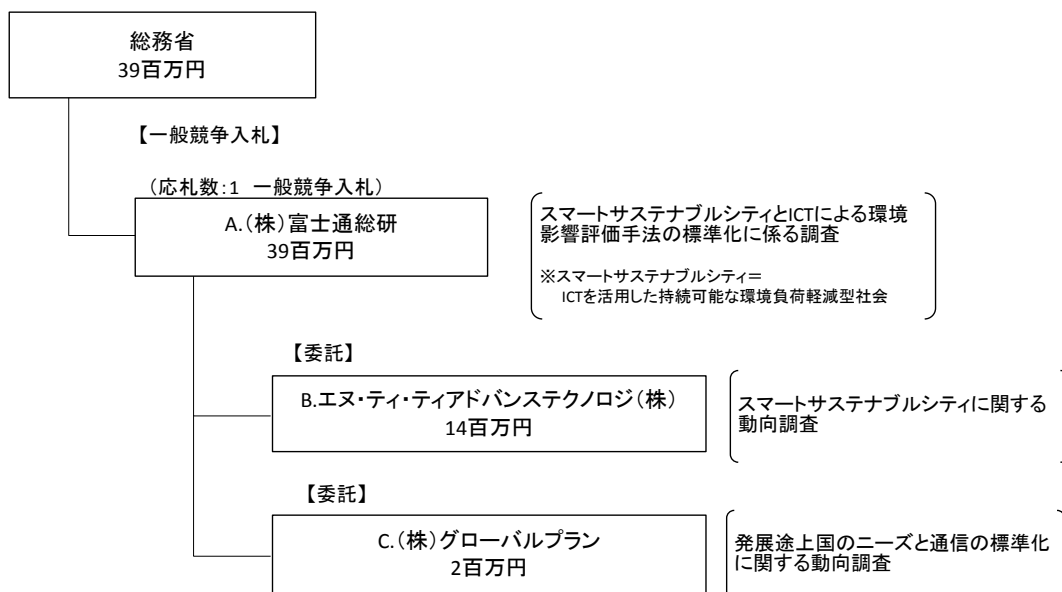 総務省
39百万円
【一般競争入札】
（応札数：1　一般競争入札）
A.（株）富士通総研
39百万円
スマートサステナブルシティとICTによる環境
影響評価手法の標準化に係る調査
※スマートサステナブルシティ＝
ICTを活用した持続可能な環境負荷軽減型社会
【委託】
B.エヌ・ティ・ティアドバンステクノロジ（株）
14百万円
スマートサステナブルシティに関する
動向調査
【委託】
C.（株）グローバルプラン
2百万円
発展途上国のニーズと通信の標準化
に関する動向調査